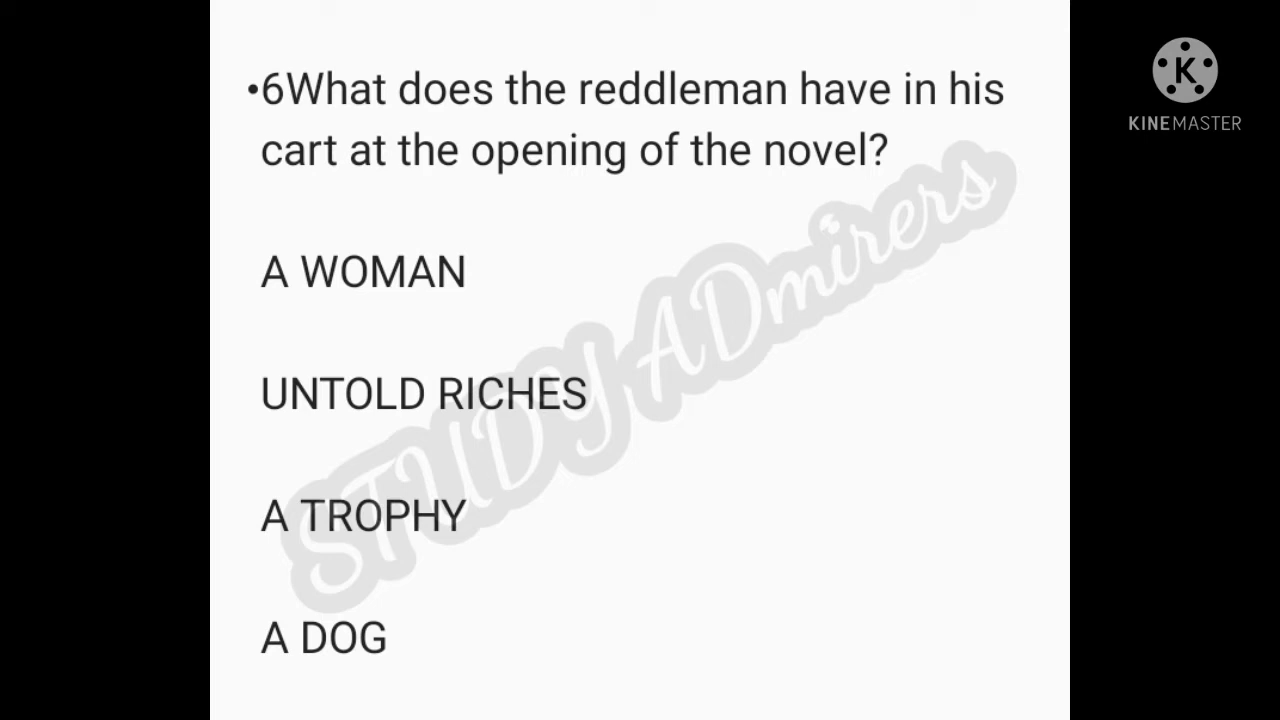 •6What does the reddleman have in his
cart at the opening of the novel?
A WOMAN
UNTOLD RICHES
A TROPHY
A DOG
STUDY ADmirers
K
KINEMASTER